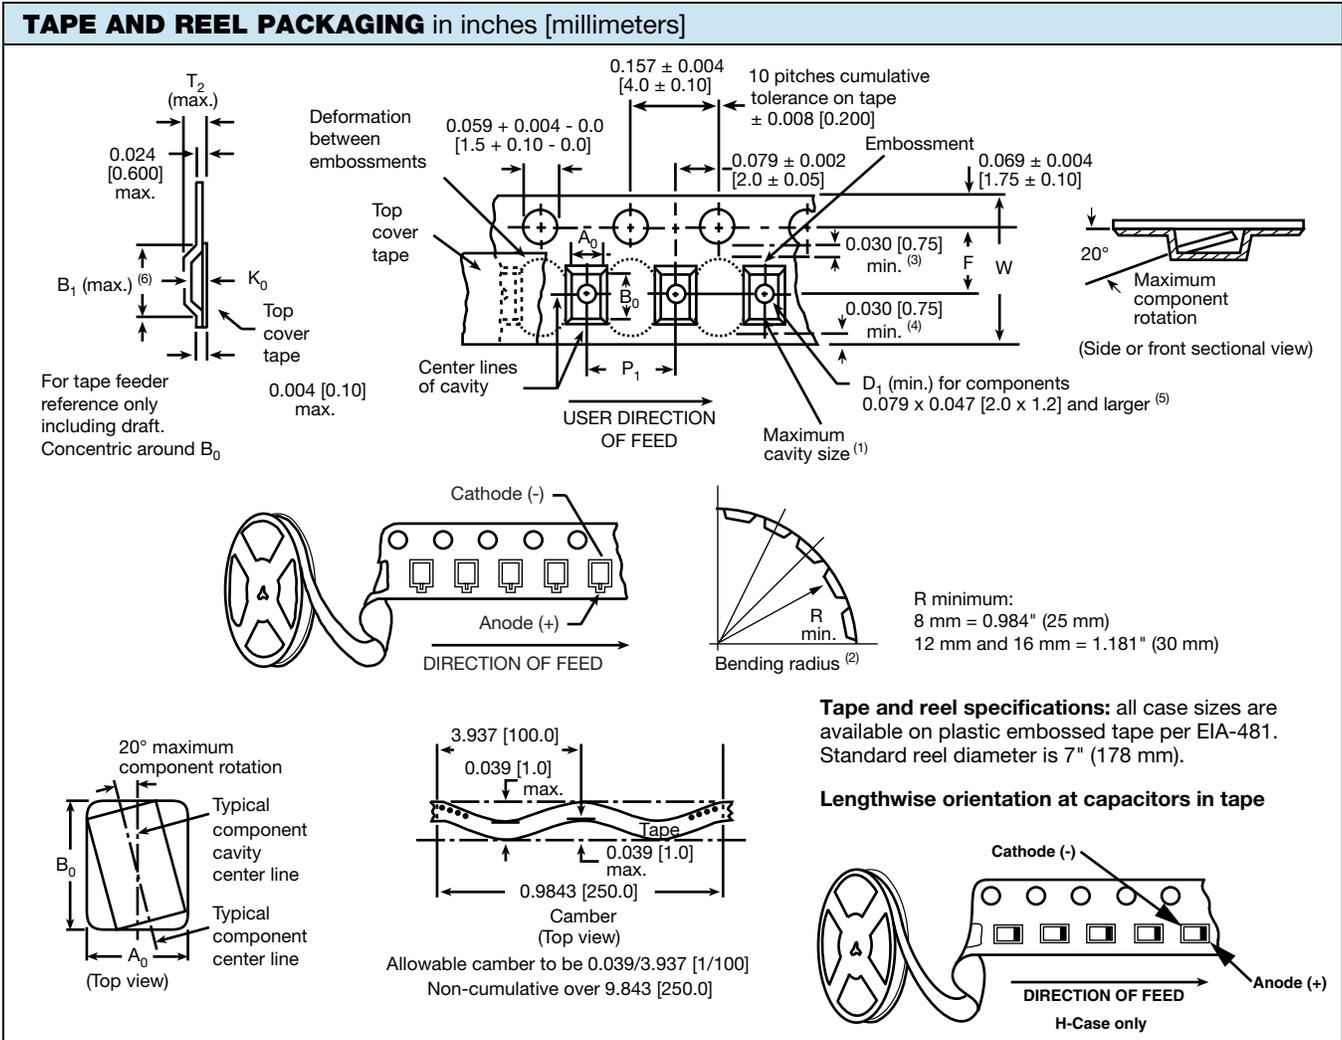 TAPE AND REEL PACKAGING in inches [millimeters]
T2
(max.)
0.024
[0.600]
max.
B1 (max.) (6)
K0
Top
cover
tape
0.004 [0.10]
max.
For tape feeder
reference only
including draft.
Concentric around B0
Deformation
between
embossments
Top
cover
tape
0.059 + 0.004 - 0.0
[1.5 + 0.10 - 0.0]
0.157 ± 0.004
[4.0 ± 0.10]
10 pitches cumulative
tolerance on tape
± 0.008 [0.200]
Embossment
0.079 ± 0.002
[2.0 ± 0.05]
0.069 ± 0.004
[1.75 ± 0.10]
A0
B0
0.030 [0.75]
min. (3)
F
W
0.030 [0.75]
min. (4)
Center lines
of cavity
P1
USER DIRECTION
OF FEED
D1 (min.) for components
0.079 x 0.047 [2.0 x 1.2] and larger (5)
Maximum
cavity size (1)
20°
Maximum
component
rotation
(Side or front sectional view)
Cathode (-)
Anode (+)
DIRECTION OF FEED
R
min.
Bending radius (2)
R minimum:
8 mm = 0.984" (25 mm)
12 mm and 16 mm = 1.181" (30 mm)
Tape and reel specifications: all case sizes are
available on plastic embossed tape per EIA-481.
Standard reel diameter is 7" (178 mm).
Lengthwise orientation at capacitors in tape
20° maximum
component rotation
Typical
component
cavity
center line
B0
Typical
component
center line
A0
(Top view)
3.937 [100.0]
0.039 [1.0]
max.
Tape
0.039 [1.0]
max.
0.9843 [250.0]
Camber
(Top view)
Allowable camber to be 0.039/3.937 [1/100]
Non-cumulative over 9.843 [250.0]
Cathode (-)
Anode (+)
DIRECTION OF FEED
H-Case only